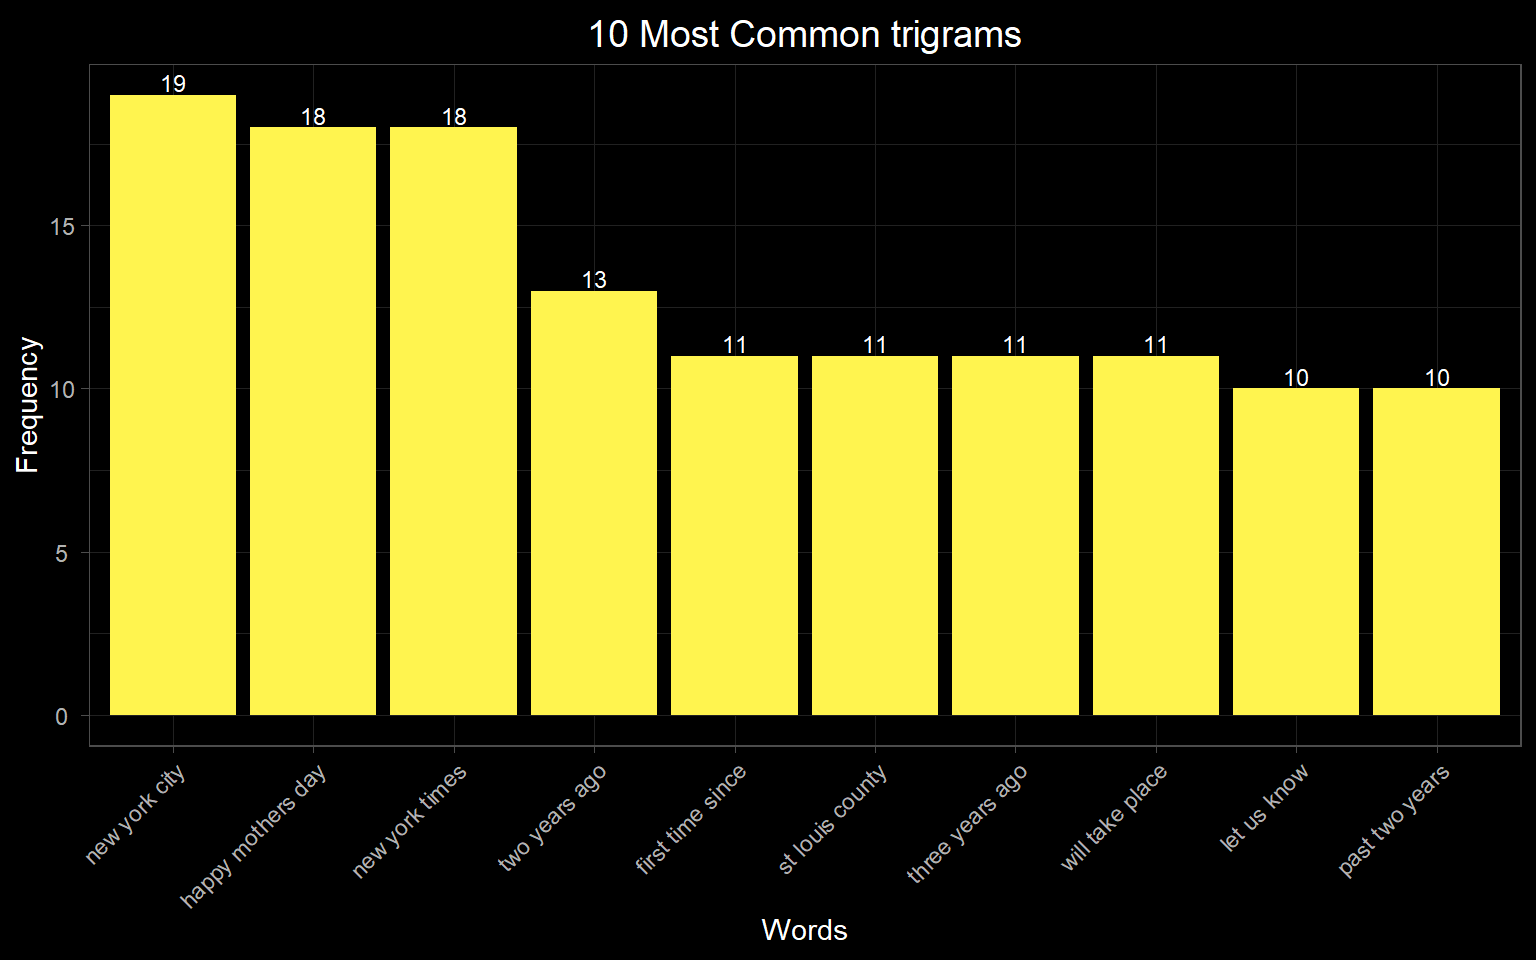 10 Most Common trigrams
19
18
18
13
11
11
11
11
10
10
15
10
5
0
Frequency
new york city
happy mothers day
new york times
two years ago
first time since
st louis county
three years ago
will take place
let us know
past two years
Words